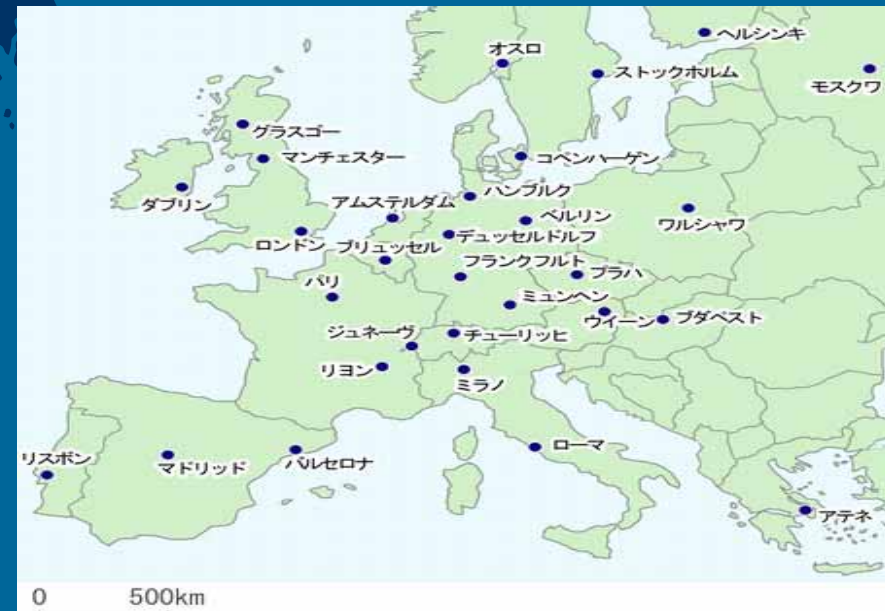 ヘルシンキ
オスロ
ストックホルム
モスクワ
グラスゴー
マンチェスター
コペンハーゲン
ダブリン
アムステルダム
ハンブルク
ベルリン
ワルシャワ
ロンドン
ブリュッセル
デュッセルドルフ
フランクフルト
プラハ
パリ
ミュンヘン
ウイーン
ブダペスト
ジュネーヴ
チューリッヒ
リヨン
ミラノ
リスボン
マドリッド
バルセロナ
ローマ
アテネ
0 500km